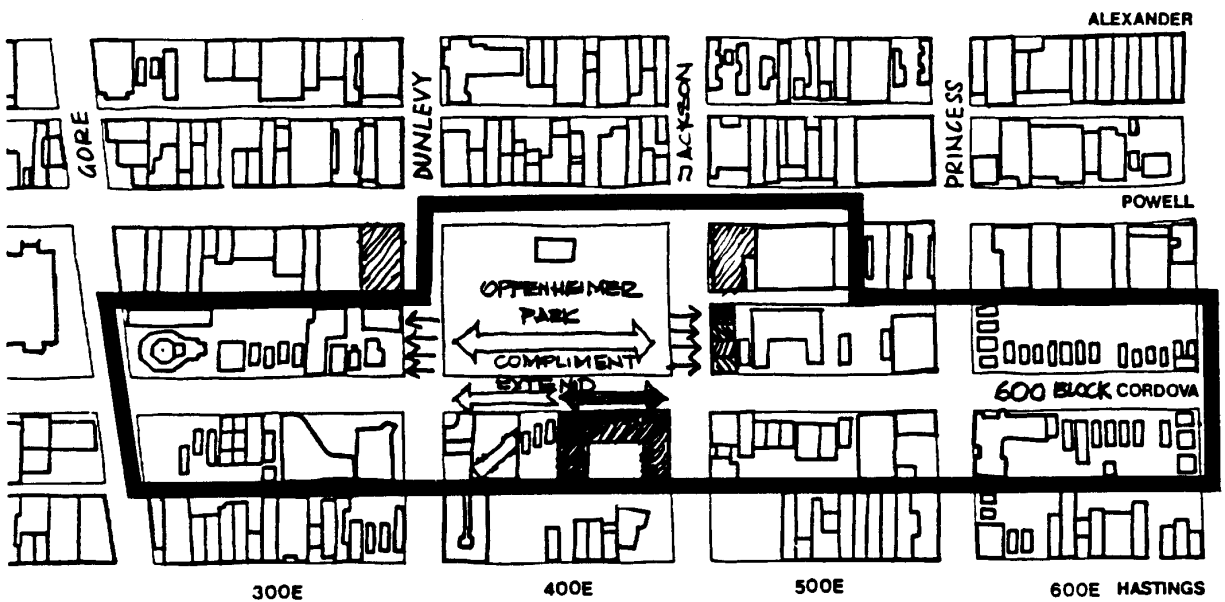 ALEXANDER
GORE
DUNLEVY
JACKSON
PRINCESS
POWELL
OPPENHEIMER
PARK
COMPLIMENT
EXTEND
600 BLOCK CORDOVA
300E
400E
500E
600E HASTINGS